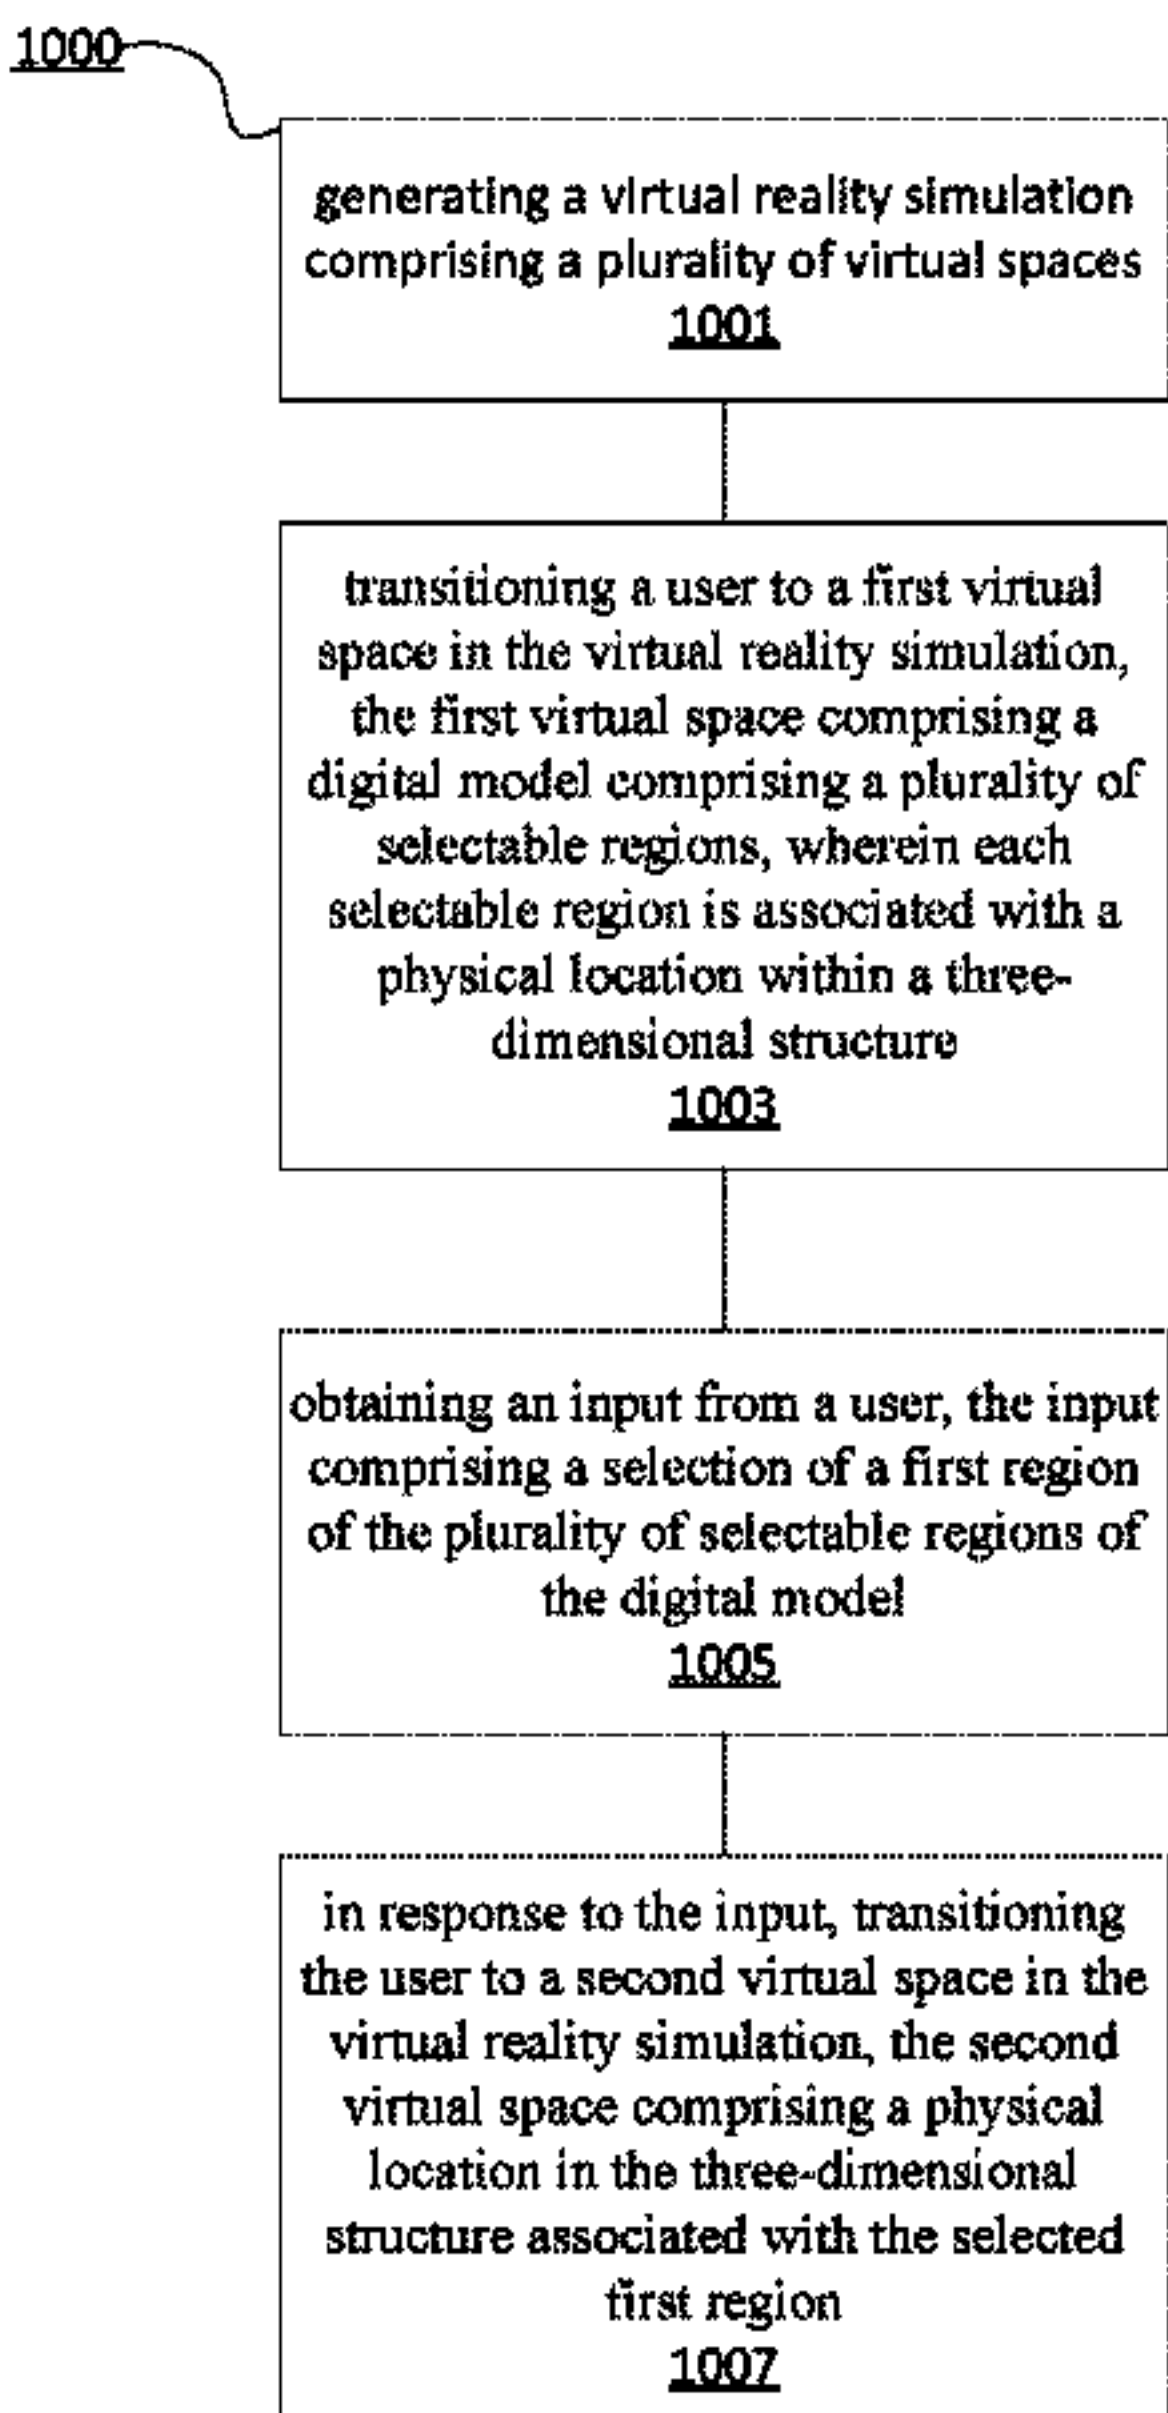 1000
generating a virtual reality simulation
comprising a plurality of virtual spaces
1001
transitioning a user to a first virtual
space in the virtual reality simulation,
the first virtual space comprising a
digital model comprising a plurality of
selectable regions, wherein each
selectable region is associated with a
physical location within a three-
dimensional structure
1003
obtaining an input from a user, the input
comprising a selection of a first region
of the plurality of selectable regions of
the digital model
1005
in response to the input, transitioning
the user to a second virtual space in the
virtual reality simulation, the second
virtual space comprising a physical
location in the three-dimensional
structure associated with the selected
first region
1007